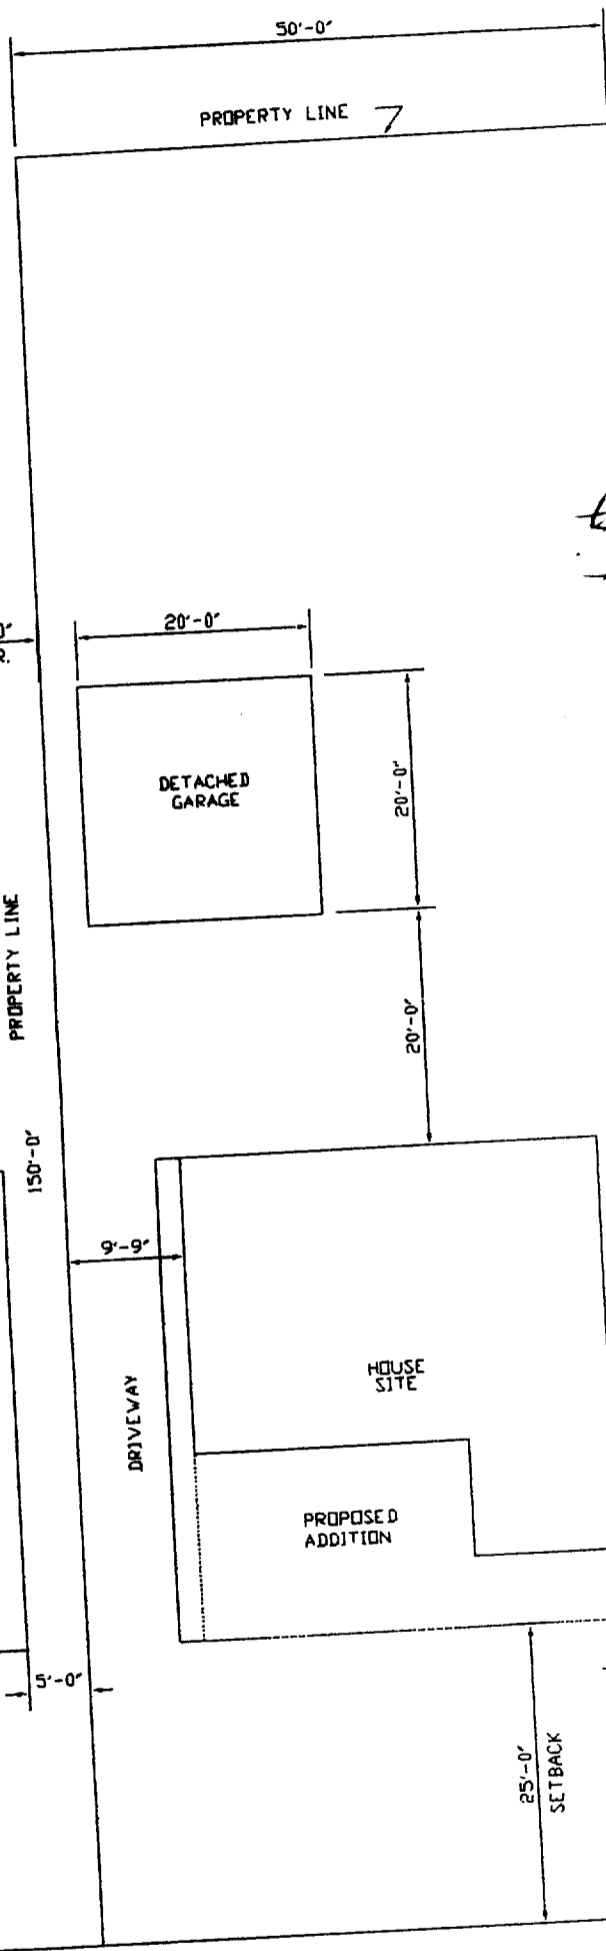 50'-0"
PROPERTY LINE
20'-0"
DETACHED
GARAGE
20'-0"
PROPERTY LINE
20'-0"
150'-0"
9'-9"
HOUSE
SITE
DRIVEWAY
PROPOSED
ADDITION
5'-0"
25'-0"
SETBACK